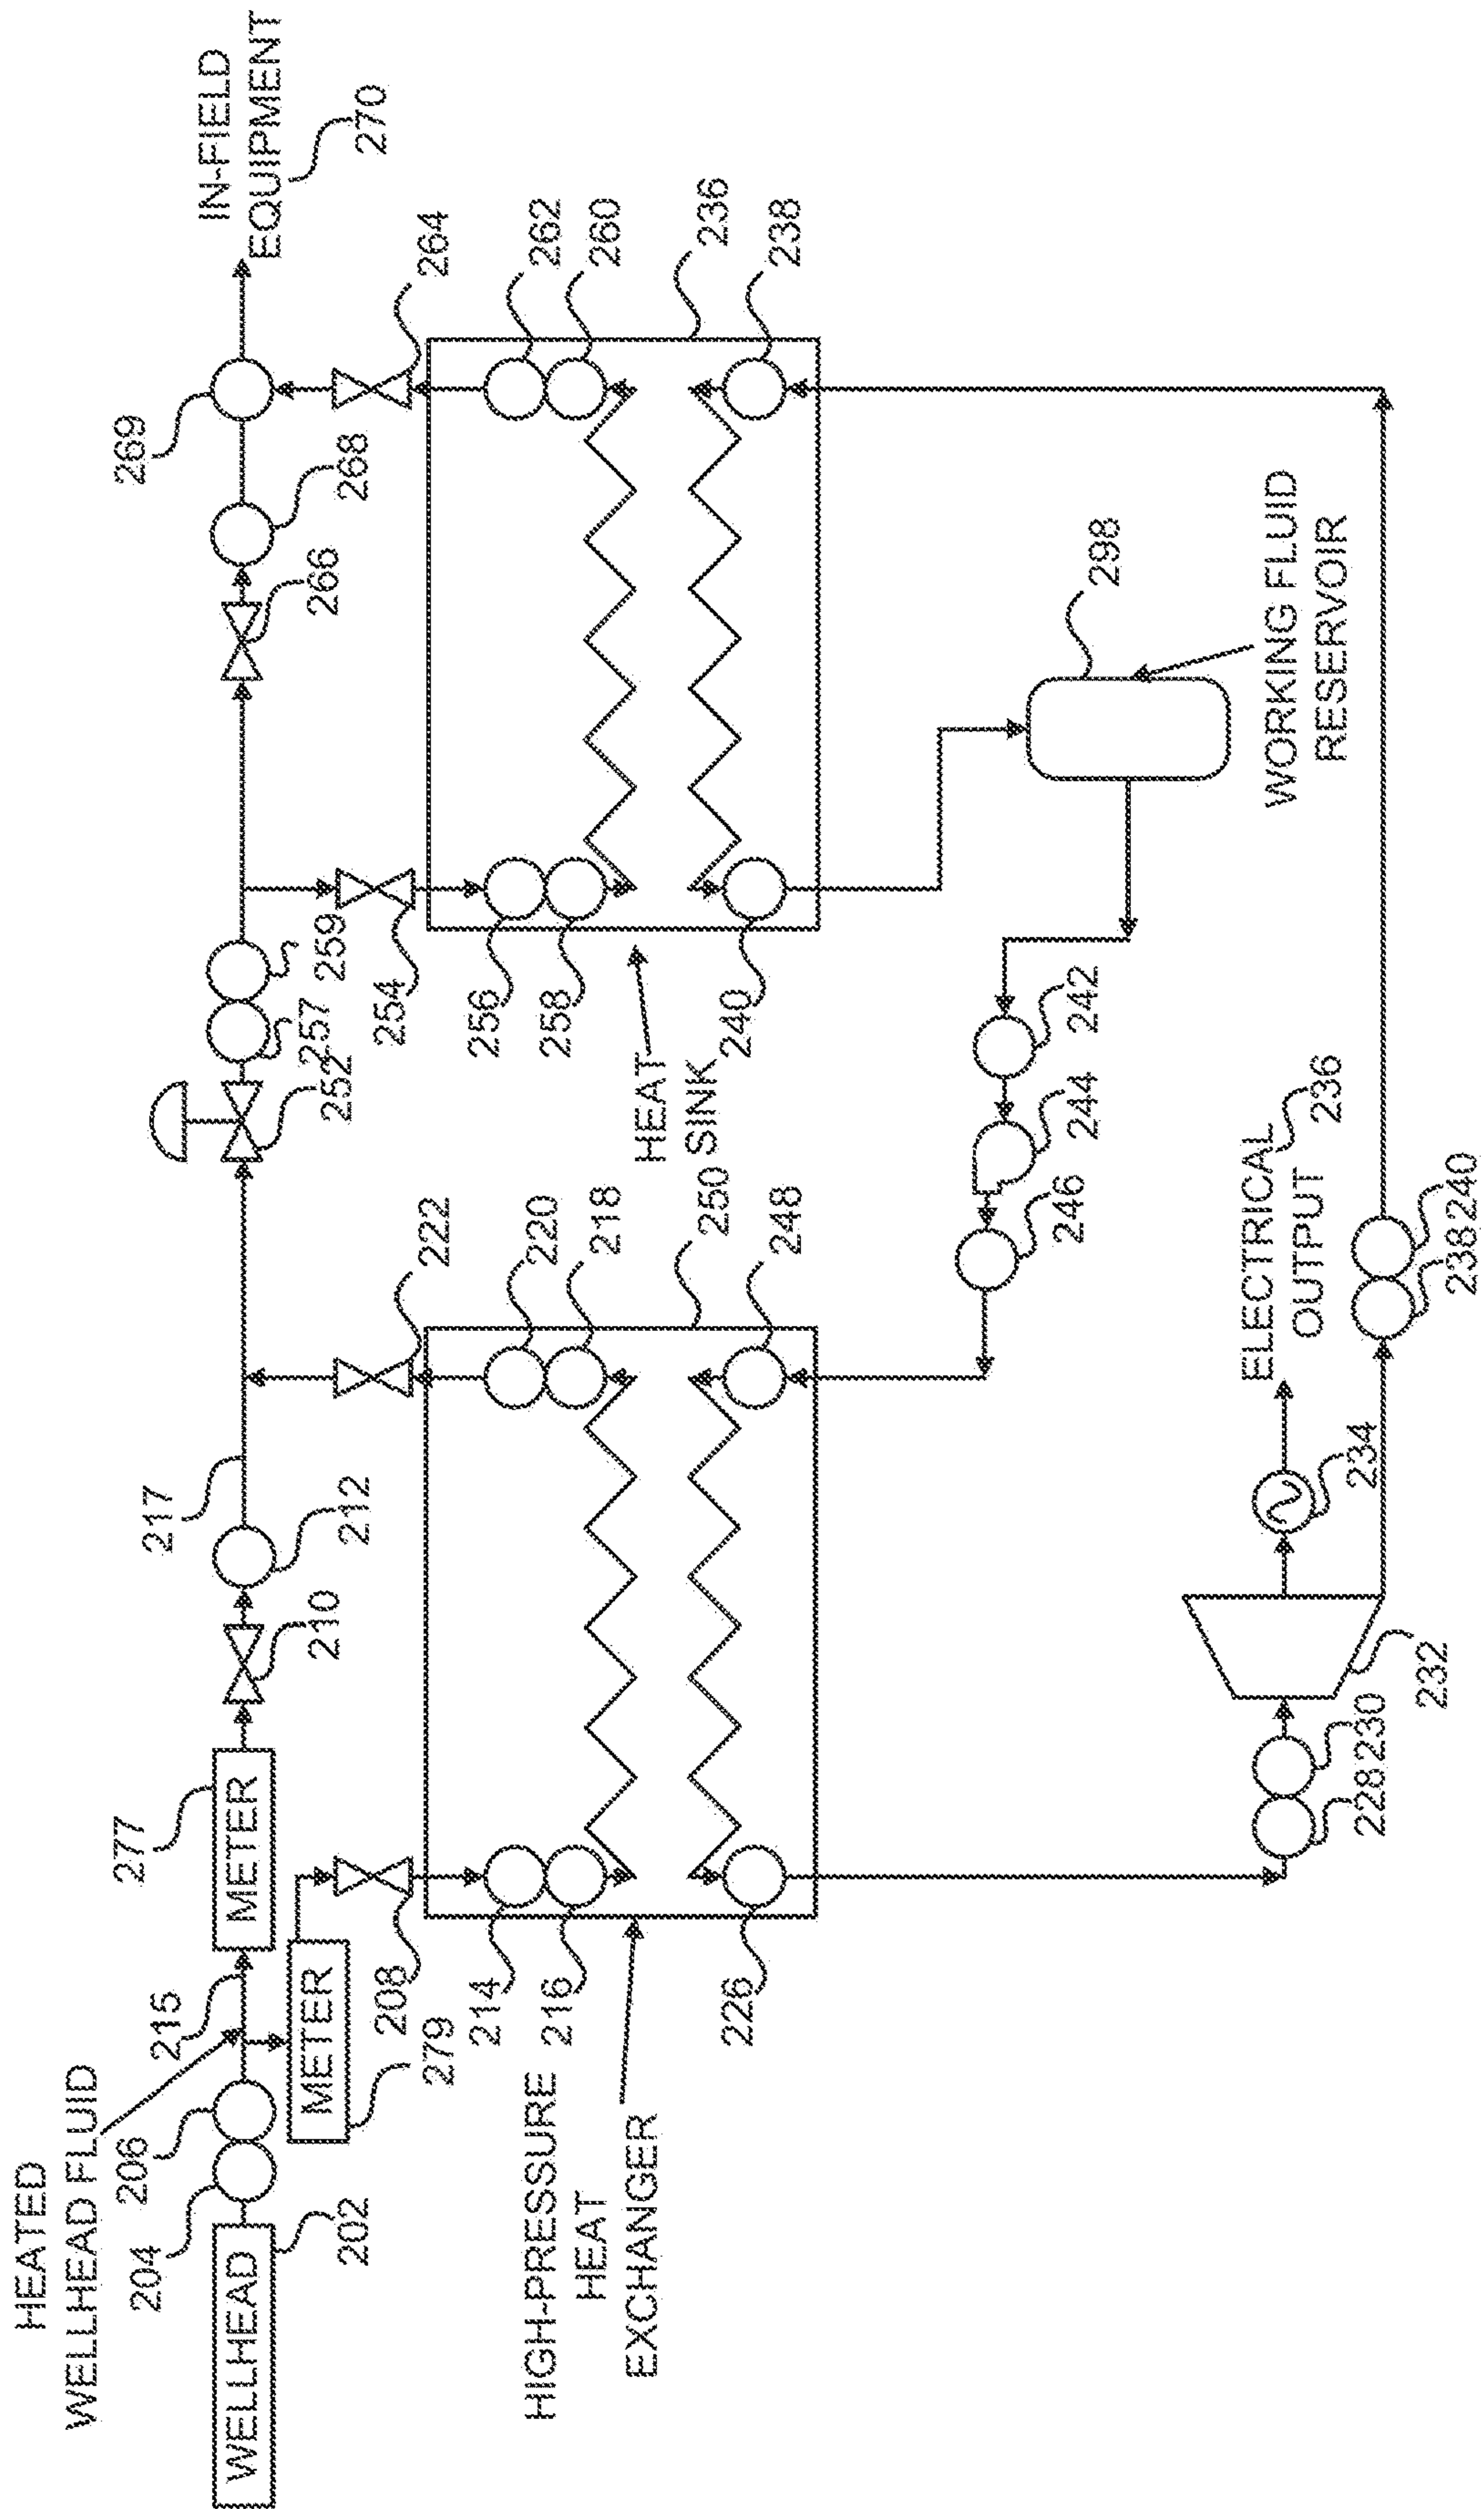 HEATED
WELLHEAD FLUID
WELLHEAD
202
204
206
215
METER
277
METER
279
208
210
212
217
214
216
226
HIGH-PRESSURE
HEAT
EXCHANGER
222
220
218
250
248
252
257
259
254
256
258
240
HEAT
SINK
266
268
269
264
262
260
236
238
IN-FIELD
EQUIPMENT
270
242
244
246
298
WORKING FLUID
RESERVOIR
228
230
232
234
ELECTRICAL
OUTPUT
236
238
240